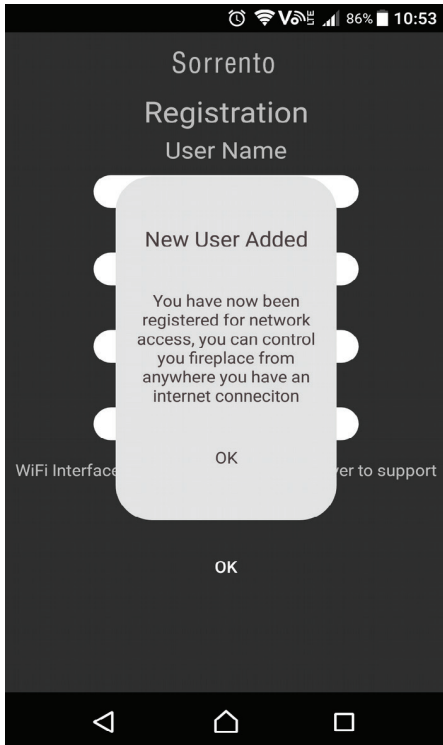 86% 10:53
Sorrento
Registration
User Name
New User Added
You have now been
registered for network
access, you can control
you fireplace from
anywhere you have an
internet conneciton
OK
WiFi Interface
to support
OK